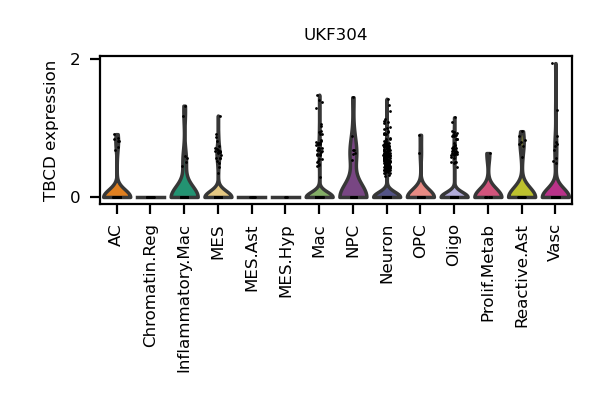 UKF304
TBCD expression
2
0
AC
Chromatin.Reg
Inflammatory.Mac
MES
MES.Ast
MES.Hyp
Mac
NPC
Neuron
OPC
Oligo
Prolif.Metab
Reactive.Ast
Vasc